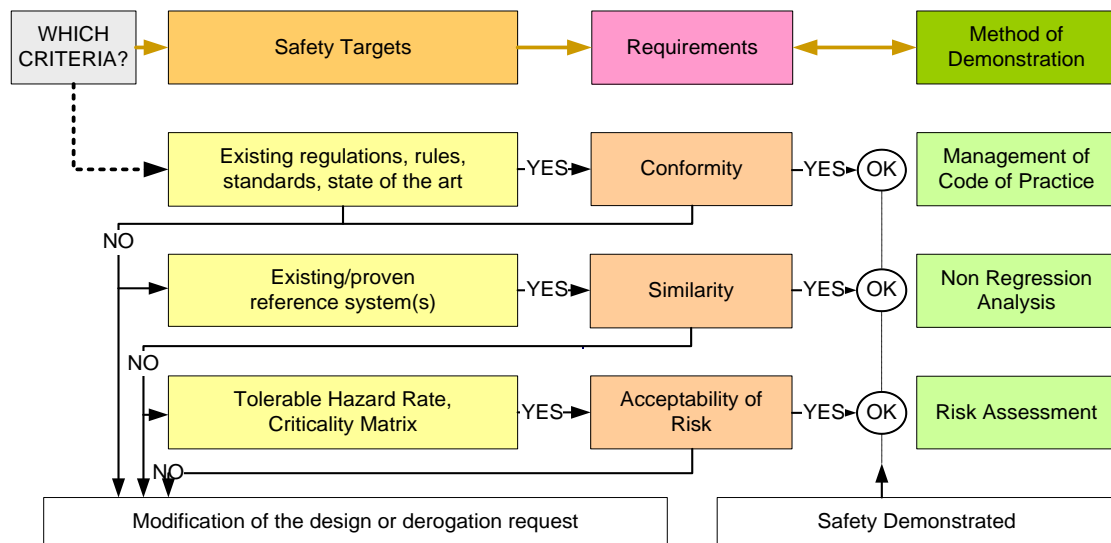 WHICH
CRITERIA?
Safety Targets
Requirements
Method of
Demonstration
Existing regulations, rules,
standards, state of the art
YES
Conformity
YES
OK
Management of
Code of Practice
NO
Existing/proven
reference system(s)
YES
Similarity
YES
OK
Non Regression
Analysis
NO
Tolerable Hazard Rate,
Criticality Matrix
YES
Acceptability of
Risk
YES
OK
Risk Assessment
NO
Modification of the design or derogation request
Safety Demonstrated